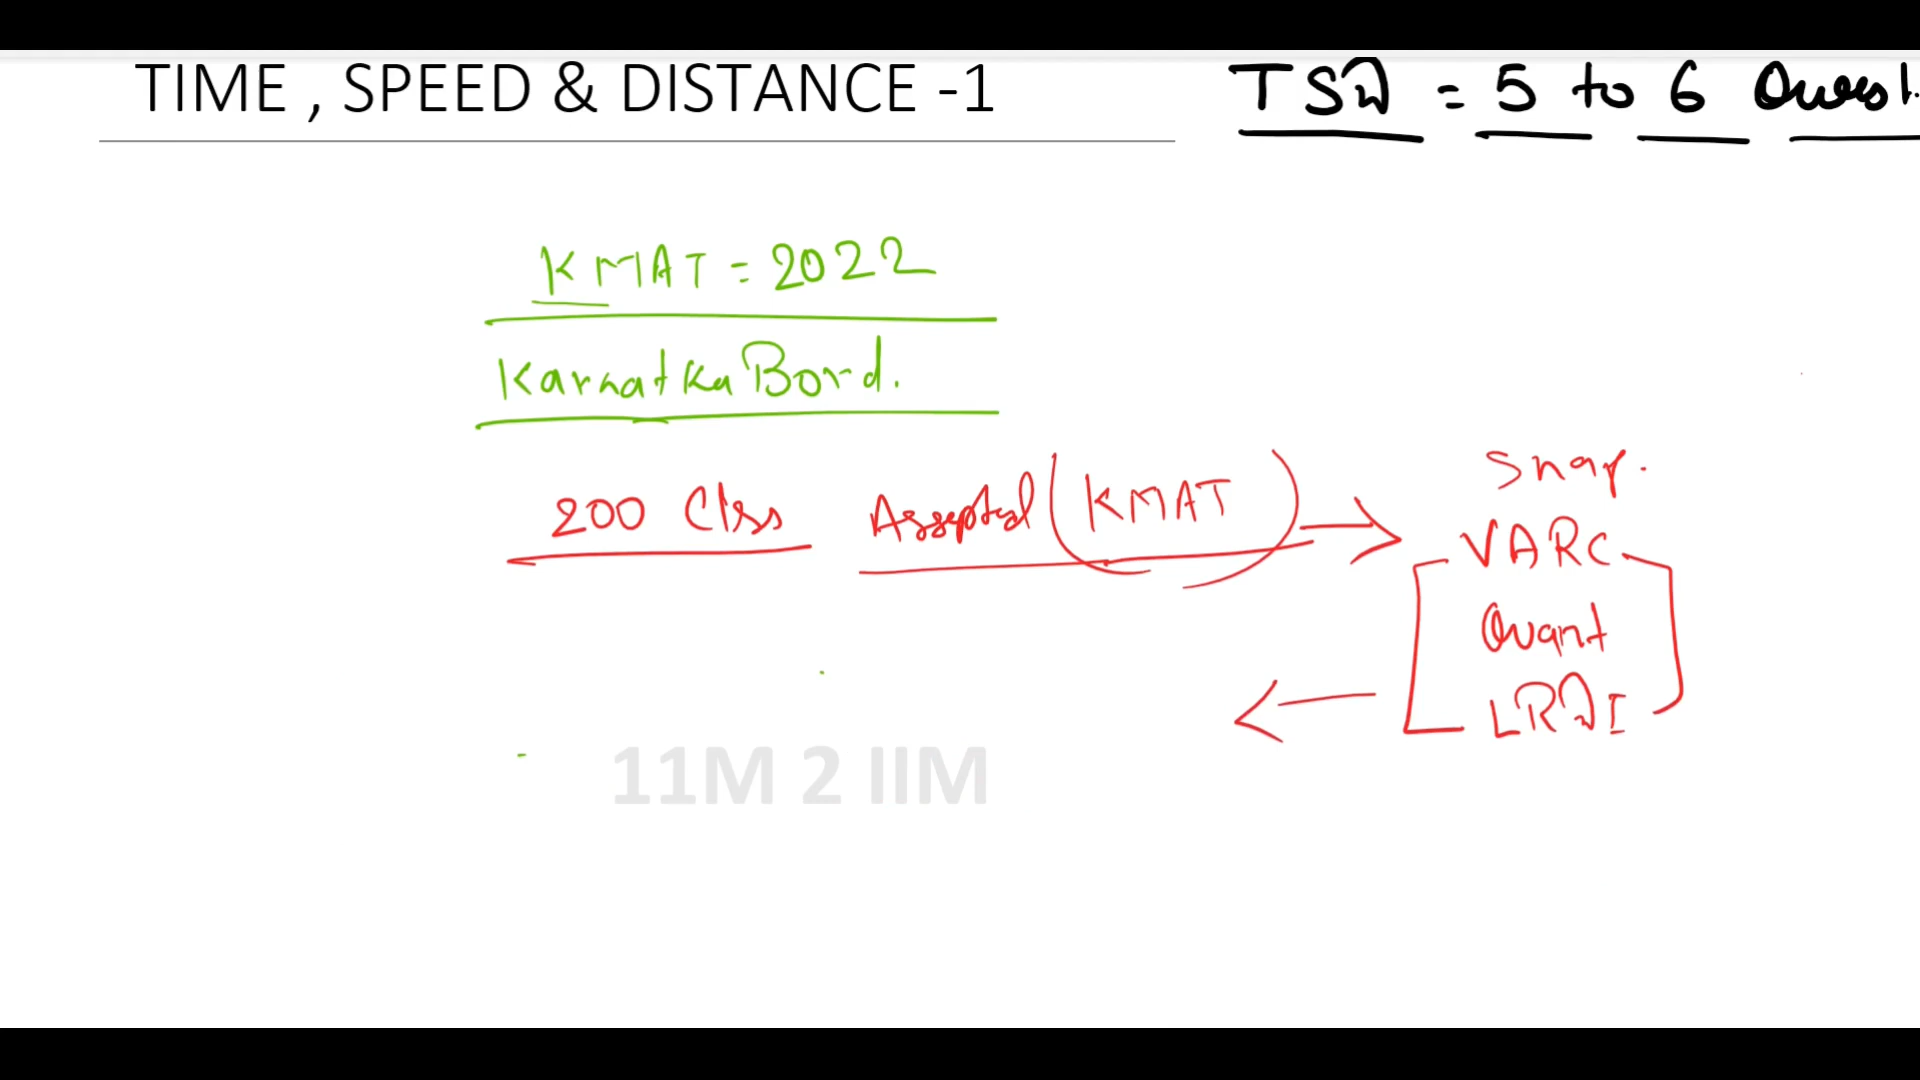 TIME , SPEED & DISTANCE -1
TSD = 5 to 6 Quest.
KMAT = 2022
Karnatka Bord.
200 Clgs Assepted (KMAT)
Snap.
VARC
Quant
LRDI
11M 2 IIM